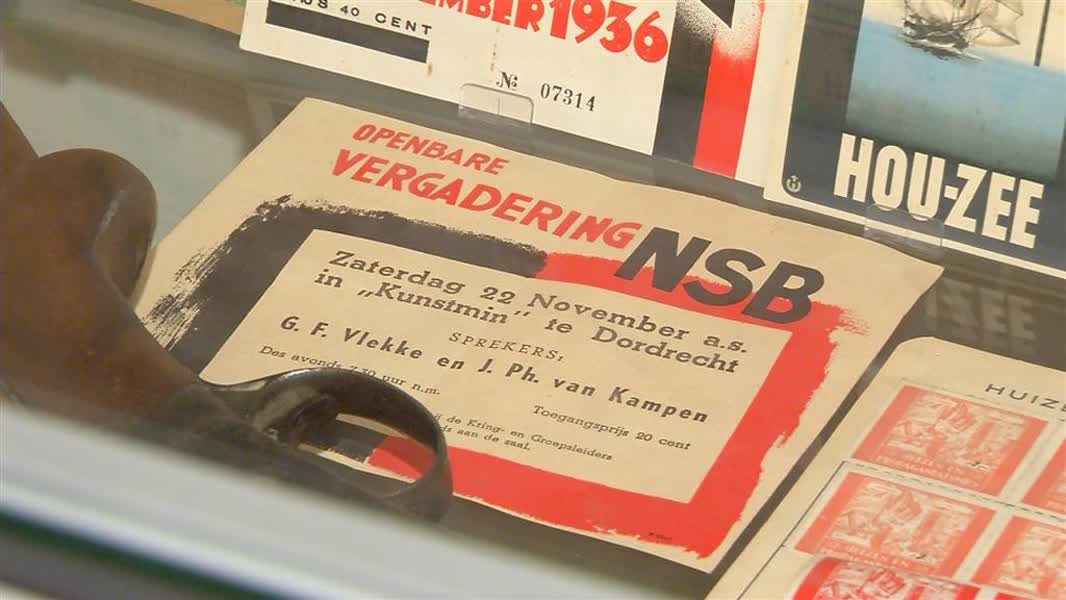 40 CENT
EMBER 1936
№ 07314
HOU-ZEE
OPENBARE
VERGADERING NSB
Zaterdag 22 November a.s.
in „Kunstmin" te Dordrecht
SPREKERS:
G. F. Vlekke en J. Ph. van Kampen
Des avonds 7.30 uur n.m.
Toegangsprijs 20 cent
de Kring- en Groepsleiders
aan de zaal.
HUIZE